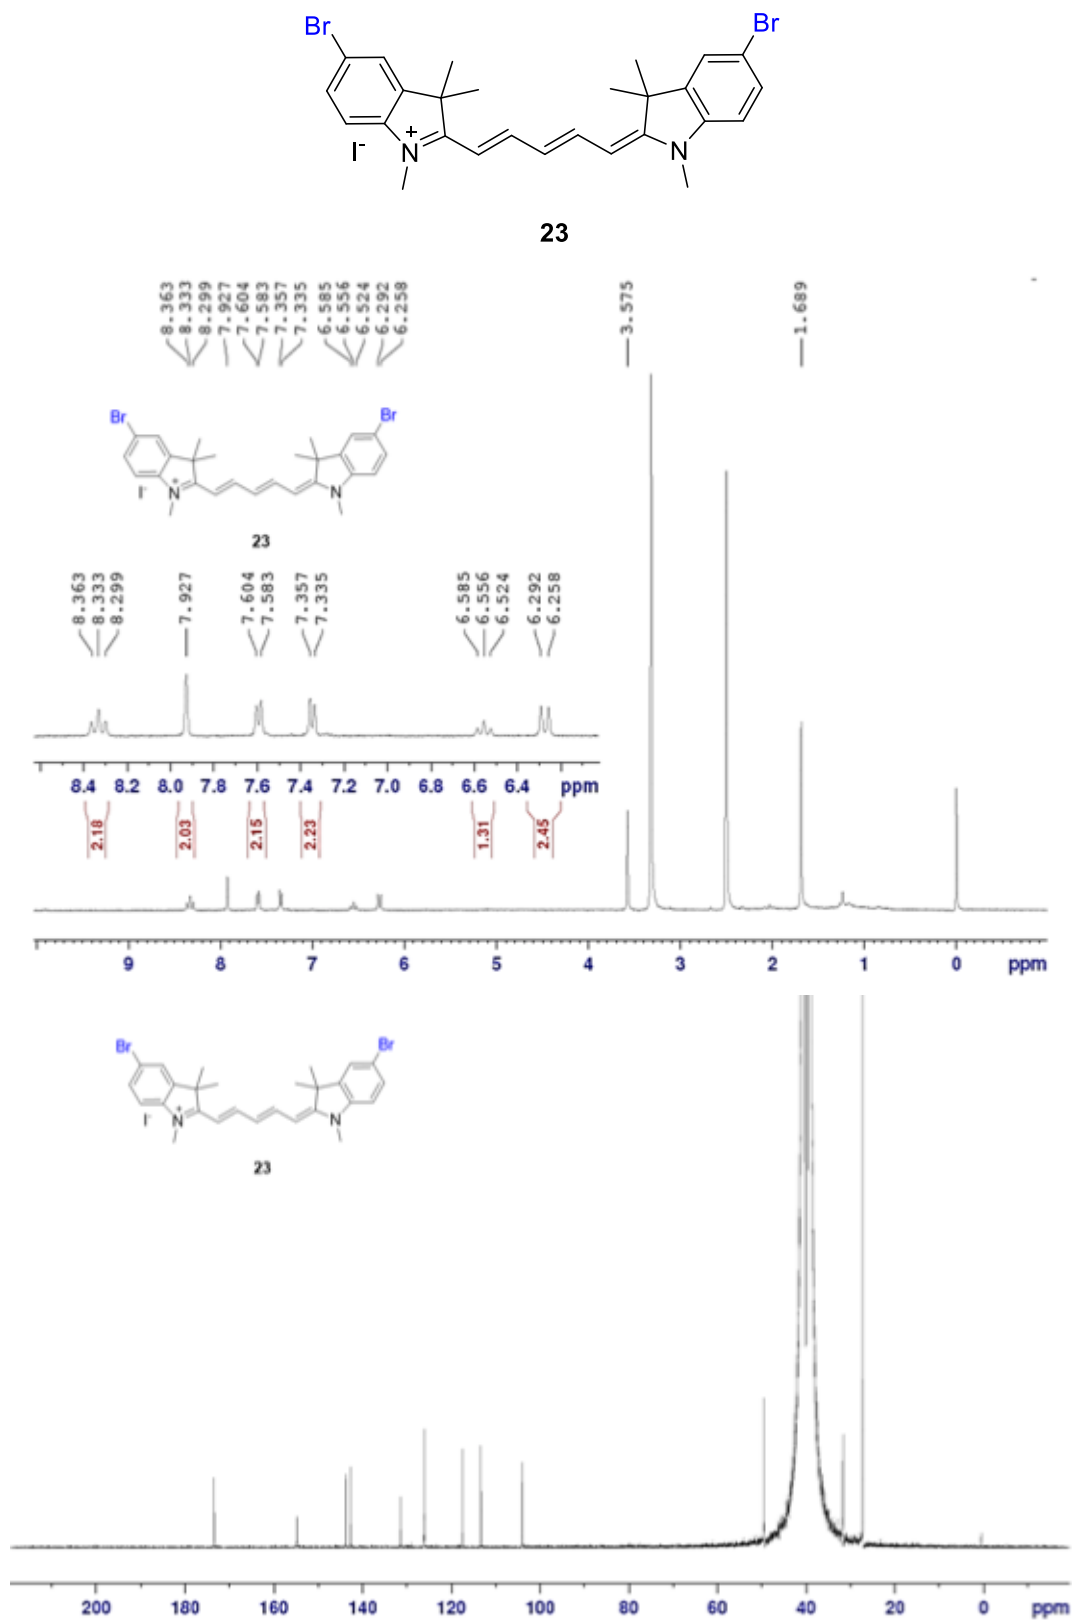 Br
Br
I-
N
+
N
23
8.363
8.333
8.299
7.927
7.604
7.583
7.357
7.335
6.585
6.556
6.524
6.292
6.258
3.575
1.689
Br
Br
I-
N
+
N
23
8.363
8.333
8.299
7.927
7.604
7.583
7.357
7.335
6.585
6.556
6.524
6.292
6.258
8.4 8.2 8.0 7.8 7.6 7.4 7.2 7.0 6.8 6.6 6.4 ppm
2.18
2.03
2.15
2.23
1.31
2.45
9 8 7 6 5 4 3 2 1 0 ppm
Br
Br
I-
N
+
N
23
200 180 160 140 120 100 80 60 40 20 0 ppm